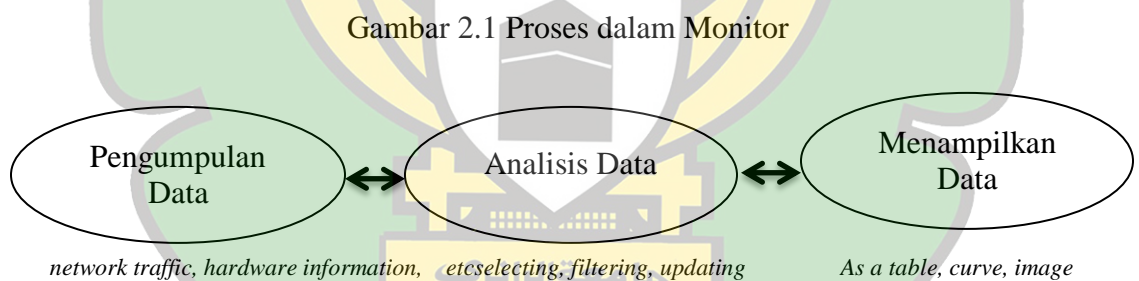 Gambar 2.1 Proses dalam Monitor
Pengumpulan
Data
Analisis Data
Menampilkan
Data
network traffic, hardware information, etcselecting, filtering, updating As a table, curve, image